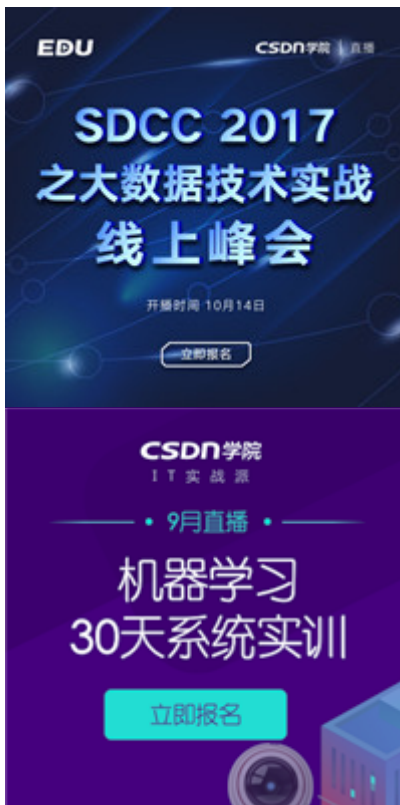 EDU
CSDN学院 | 直播
SDCC 2017
之大数据技术实战
线上峰会
开播时间 10月14日
立即报名
CSDN学院
IT实战派
• 9月直播 •
机器学习
30天系统实训
立即报名